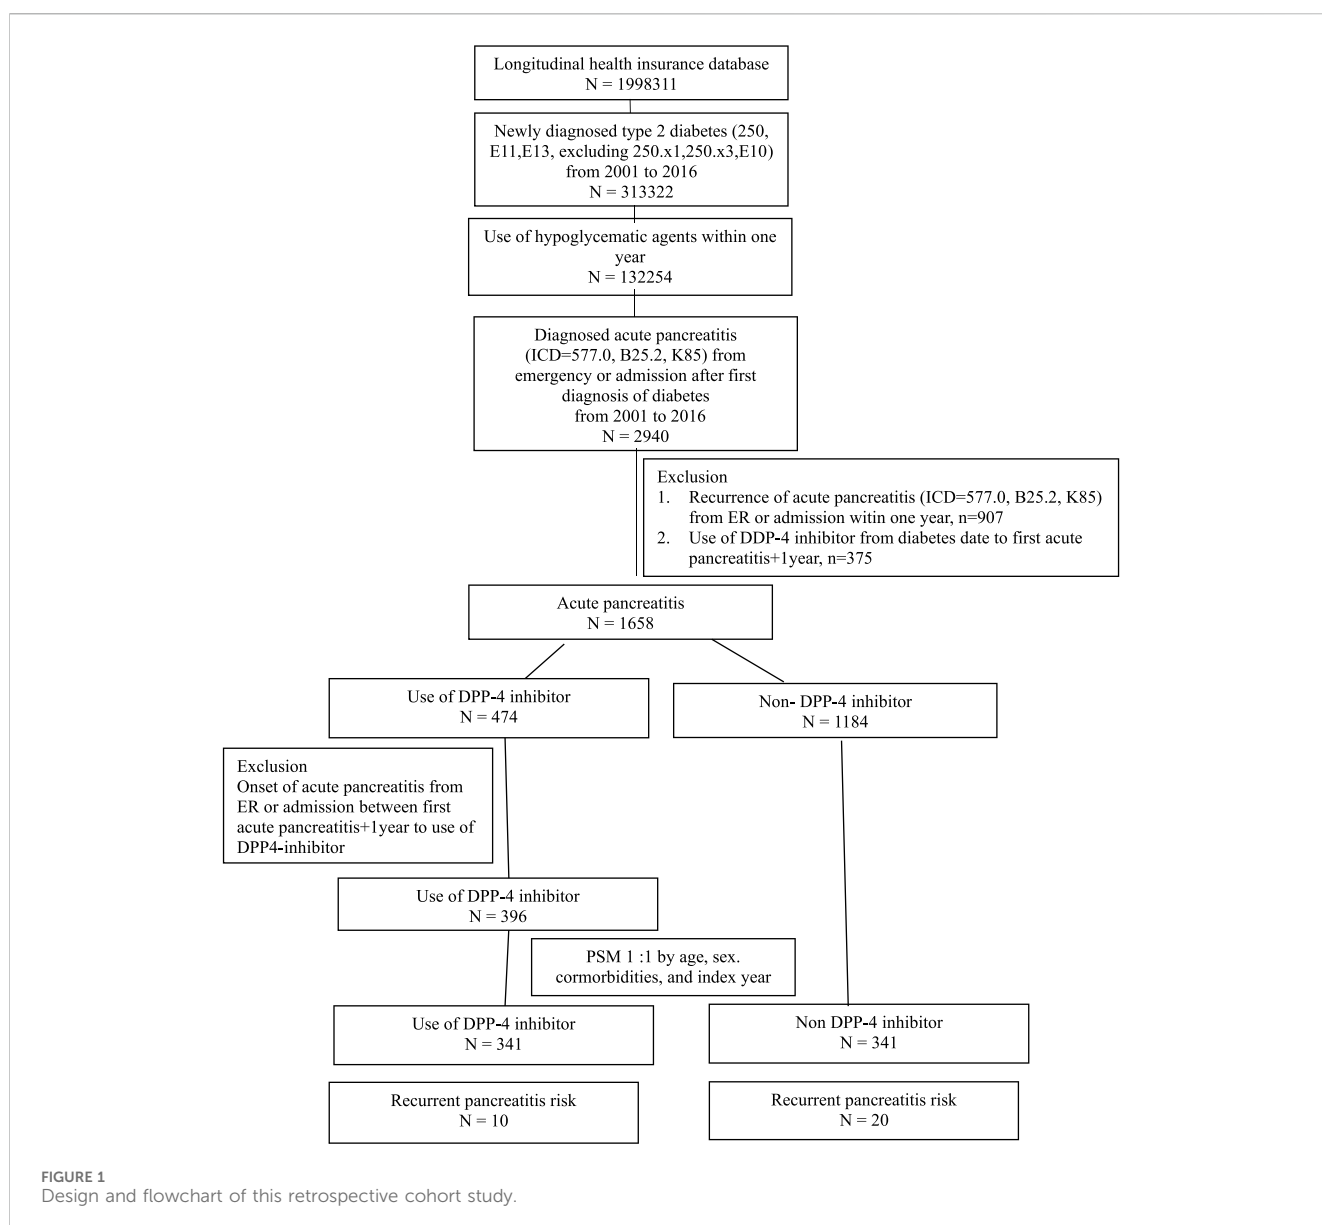 Longitudinal health insurance database
N = 1998311
Newly diagnosed type 2 diabetes (250,
E11,E13, excluding 250.x1,250.x3,E10)
from 2001 to 2016
N = 313322
Use of hypoglycematic agents within one
year
N = 132254
Diagnosed acute pancreatitis
(ICD=577.0, B25.2, K85) from
emergency or admission after first
diagnosis of diabetes
from 2001 to 2016
N = 2940
Exclusion
1. Recurrence of acute pancreatitis (ICD=577.0, B25.2, K85)
from ER or admission witin one year, n=907
2. Use of DDP-4 inhibitor from diabetes date to first acute
pancreatitis+1year, n=375
Acute pancreatitis
N = 1658
Use of DPP-4 inhibitor
N = 474
Non- DPP-4 inhibitor
N = 1184
Exclusion
Onset of acute pancreatitis from
ER or admission between first
acute pancreatitis+1year to use of
DPP4-inhibitor
Use of DPP-4 inhibitor
N = 396
PSM 1 :1 by age, sex.
cormorbidities, and index year
Use of DPP-4 inhibitor
N = 341
Non DPP-4 inhibitor
N = 341
Recurrent pancreatitis risk
N = 10
Recurrent pancreatitis risk
N = 20
FIGURE 1
Design and flowchart of this retrospective cohort study.